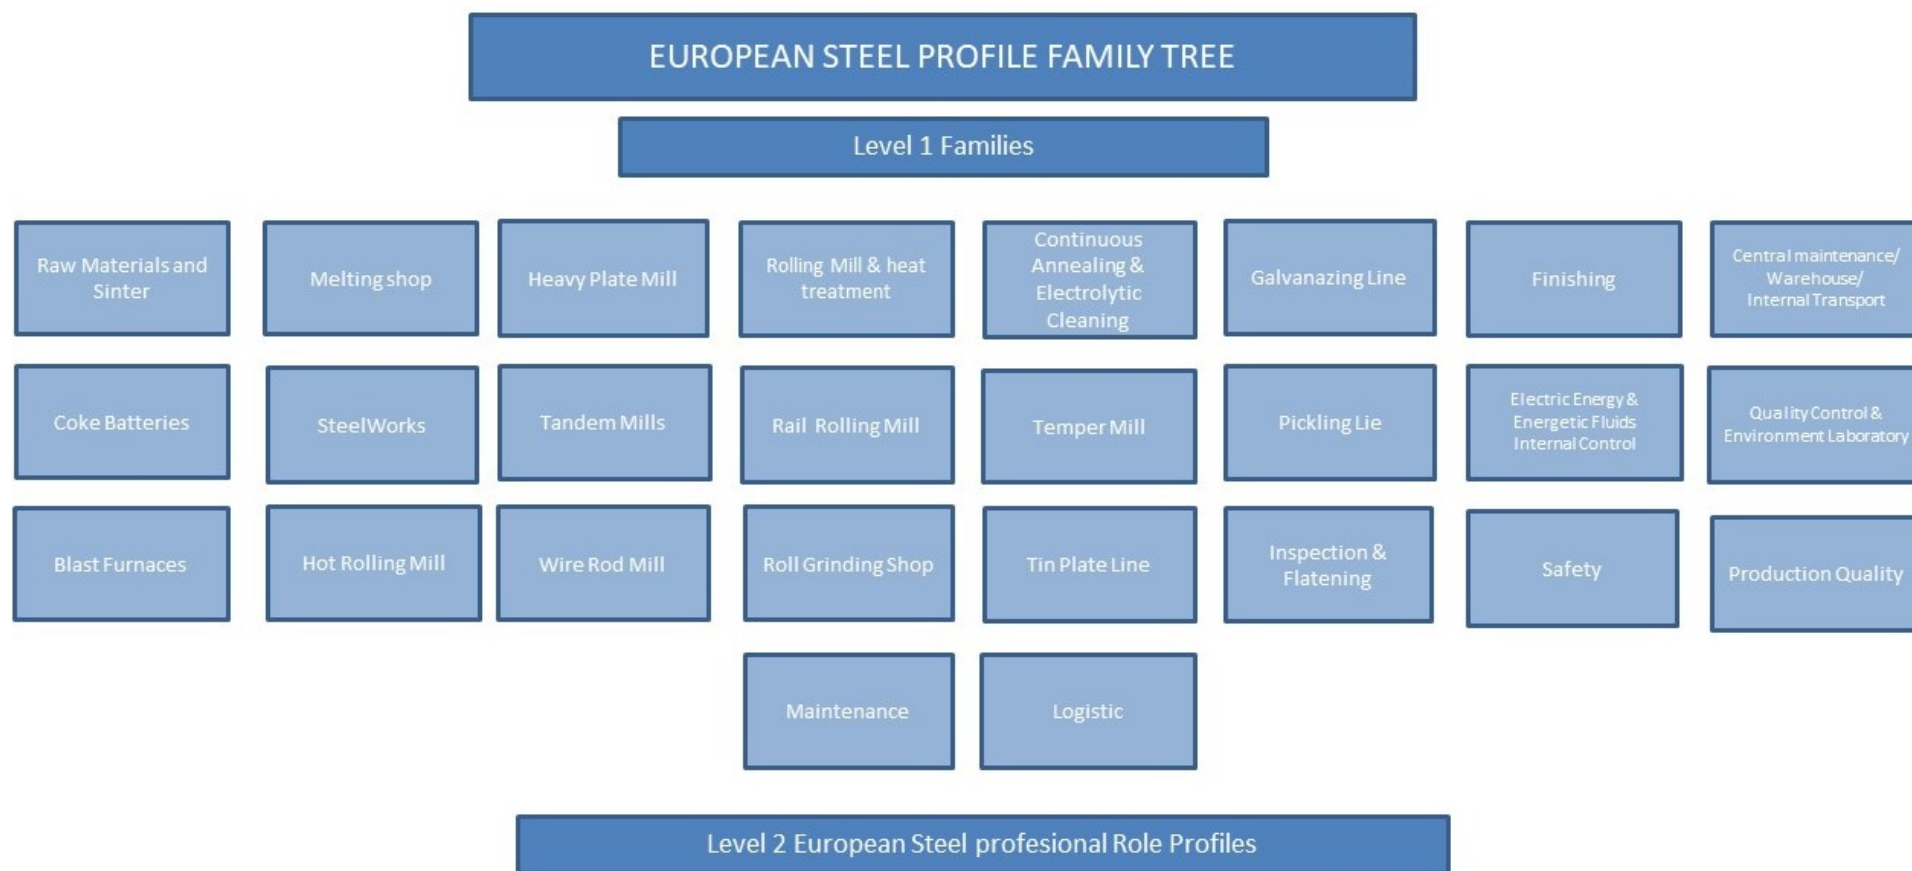 EUROPEAN STEEL PROFILE FAMILY TREE
Level 1 Families
Raw Materials and
Sinter
Melting shop
Heavy Plate Mill
Rolling Mill & heat
treatment
Continuous
Annealing &
Electrolytic
Cleaning
Galvanazing Line
Finishing
Central maintenance/
Warehouse/
Internal Transport
Coke Batteries
SteelWorks
Tandem Mills
Rail Rolling Mill
Temper Mill
Pickling Lie
Electric Energy &
Energetic Fluids
Internal Control
Quality Control &
Environment Laboratory
Blast Furnaces
Hot Rolling Mill
Wire Rod Mill
Roll Grinding Shop
Tin Plate Line
Inspection &
Flatening
Safety
Production Quality
Maintenance
Logistic
Level 2 European Steel profesional Role Profiles